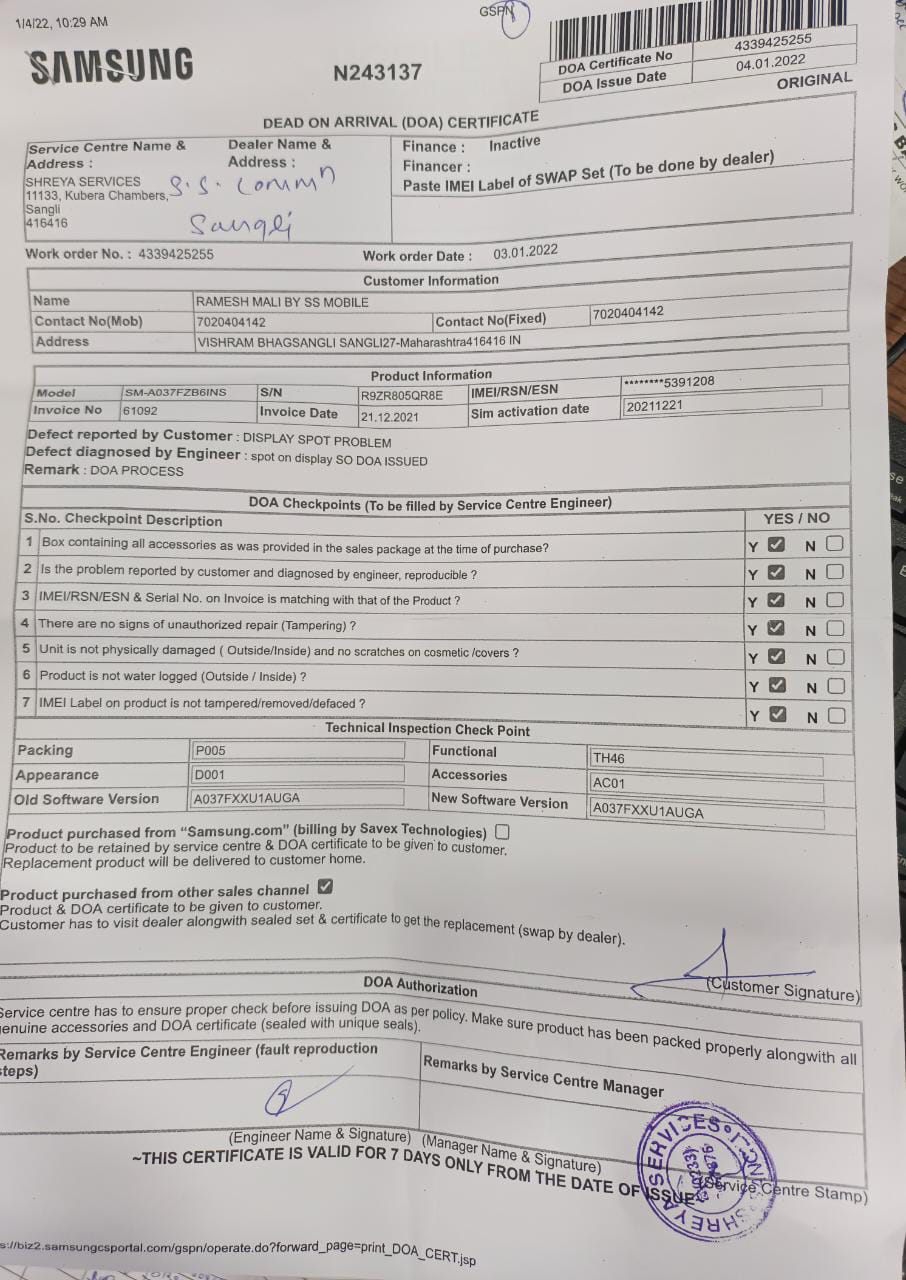 1/4/22, 10:29 AM
GSPN
SAMSUNG
N243137
DOA Certificate No 4339425255
DOA Issue Date 04.01.2022
ORIGINAL
DEAD ON ARRIVAL (DOA) CERTIFICATE
Service Centre Name & Address :
SHREYA SERVICES
11133, Kubera Chambers,
Sangli
416416
Dealer Name & Address :
S.S. Commn
Sangli
Finance : Inactive
Financer :
Paste IMEI Label of SWAP Set (To be done by dealer)
Work order No. : 4339425255 Work order Date : 03.01.2022
Customer Information
Name RAMESH MALI BY SS MOBILE
Contact No(Mob) 7020404142 Contact No(Fixed) 7020404142
Address VISHRAM BHAGSANGLI SANGLI27-Maharashtra416416 IN
Product Information
Model SM-A037FZB6INS S/N R9ZR805QR8E IMEI/RSN/ESN ********5391208
Invoice No 61092 Invoice Date 21.12.2021 Sim activation date 20211221
Defect reported by Customer : DISPLAY SPOT PROBLEM
Defect diagnosed by Engineer : spot on display SO DOA ISSUED
Remark : DOA PROCESS
DOA Checkpoints (To be filled by Service Centre Engineer)
S.No. Checkpoint Description YES / NO
1 Box containing all accessories as was provided in the sales package at the time of purchase? Y N
2 Is the problem reported by customer and diagnosed by engineer, reproducible ? Y N
3 IMEI/RSN/ESN & Serial No. on Invoice is matching with that of the Product ? Y N
4 There are no signs of unauthorized repair (Tampering) ? Y N
5 Unit is not physically damaged ( Outside/Inside) and no scratches on cosmetic /covers ? Y N
6 Product is not water logged (Outside / Inside) ? Y N
7 IMEI Label on product is not tampered/removed/defaced ? Y N
Technical Inspection Check Point
Packing P005 Functional TH46
Appearance D001 Accessories AC01
Old Software Version A037FXXU1AUGA New Software Version A037FXXU1AUGA
Product purchased from “Samsung.com” (billing by Savex Technologies)
Product to be retained by service centre & DOA certificate to be given to customer.
Replacement product will be delivered to customer home.
Product purchased from other sales channel
Product & DOA certificate to be given to customer.
Customer has to visit dealer alongwith sealed set & certificate to get the replacement (swap by dealer).
(Customer Signature)
DOA Authorization
Service centre has to ensure proper check before issuing DOA as per policy. Make sure product has been packed properly alongwith all
genuine accessories and DOA certificate (sealed with unique seals).
Remarks by Service Centre Engineer (fault reproduction steps)
Remarks by Service Centre Manager
(Engineer Name & Signature) (Manager Name & Signature)
SHREYA SERVICES
(Service Centre Stamp)
~THIS CERTIFICATE IS VALID FOR 7 DAYS ONLY FROM THE DATE OF ISSUE
s://biz2.samsungcsportal.com/gspn/operate.do?forward_page=print_DOA_CERT.jsp